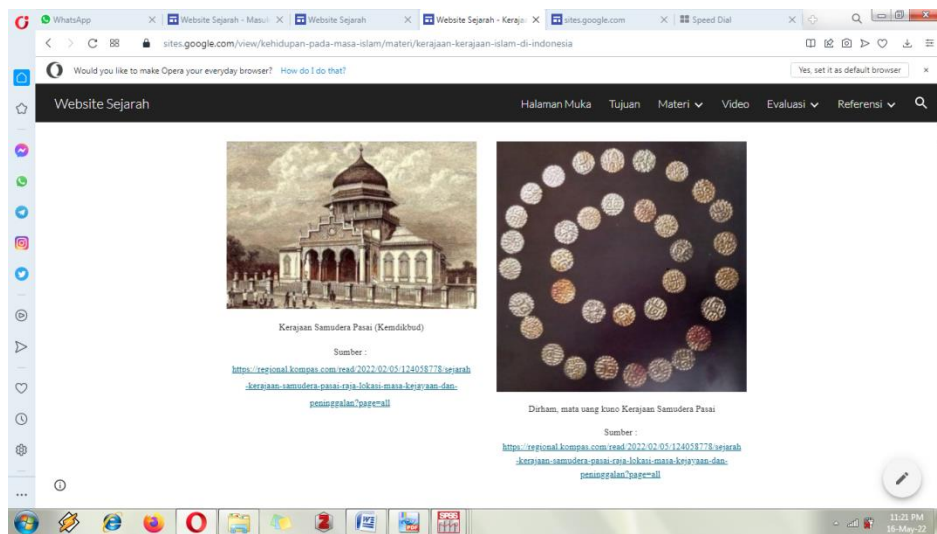 WhatsApp
Website Sejarah - Masuk
Website Sejarah
Website Sejarah - Keraja
sites.google.com
Speed Dial
sites.google.com/view/kehidupan-pada-masa-islam/materi/kerajaan-kerajaan-islam-di-indonesia
Would you like to make Opera your everyday browser? How do I do that?
Yes, set it as default browser
Website Sejarah
Halaman Muka Tujuan Materi Video Evaluasi Referensi
Kerajaan Samudera Pasai (Kemdikbud)
Sumber :
https://regional.kompas.com/read/2022/02/05/124058778/sejarah
-kerajaan-samudera-pasai-raja-lokasi-masa-kejayaan-dan-
peninggalan?page=all
Dirham, mata uang kuno Kerajaan Samudera Pasai
Sumber :
https://regional.kompas.com/read/2022/02/05/124058778/sejarah
-kerajaan-samudera-pasai-raja-lokasi-masa-kejayaan-dan-
peninggalan?page=all
SPSS
11:21 PM
16-May-22